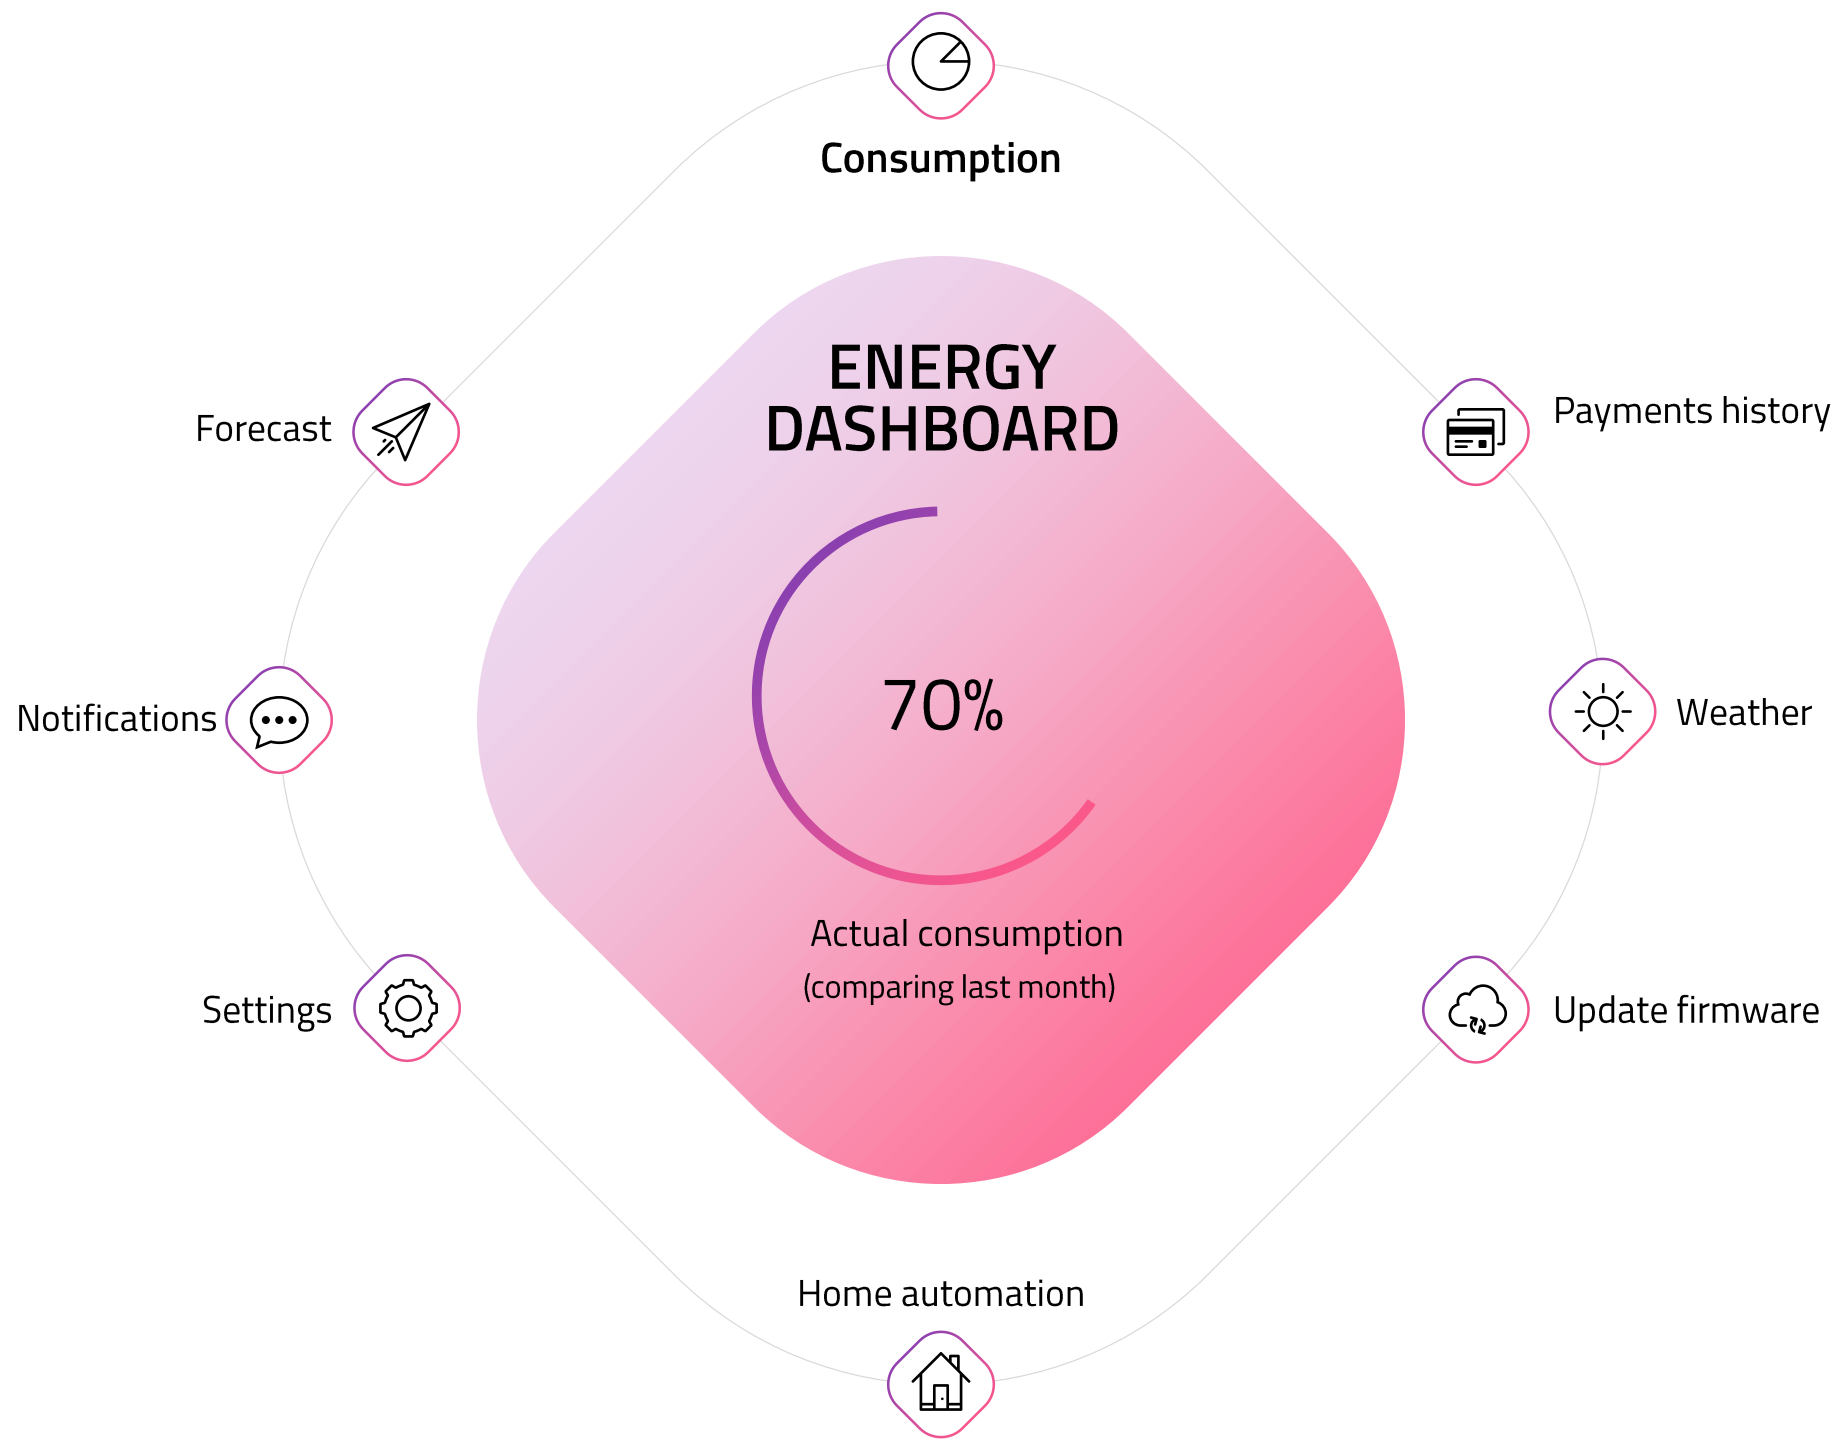 Consumption
ENERGY
DASHBOARD
Forecast
Payments history
70%
Notifications
Weather
Actual consumption
(comparing last month)
Settings
Update firmware
Home automation